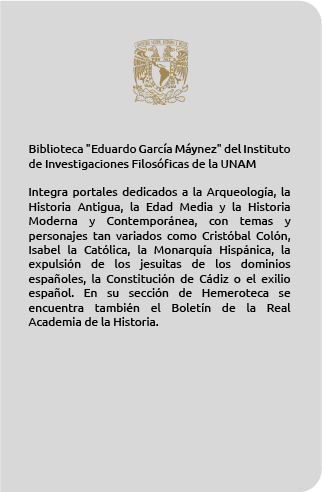 Biblioteca "Eduardo García Máynez" del Instituto
de Investigaciones Filosóficas de la UNAM
Integra portales dedicados a la Arqueología, la
Historia Antigua, la Edad Media y la Historia
Moderna y Contemporánea, con temas y
personajes tan variados como Cristóbal Colón,
Isabel la Católica, la Monarquía Hispánica, la
expulsión de los jesuitas de los dominios
españoles, la Constitución de Cádiz o el exilio
español. En su sección de Hemeroteca se
encuentra también el Boletín de la Real
Academia de la Historia.